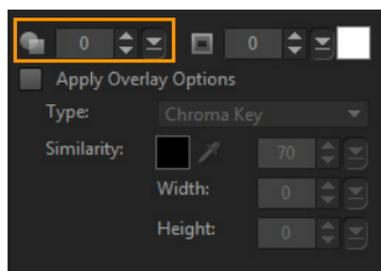 0 0
Apply Overlay Options
Type: Chroma Key
Similarity: 70
Width: 0
Height: 0